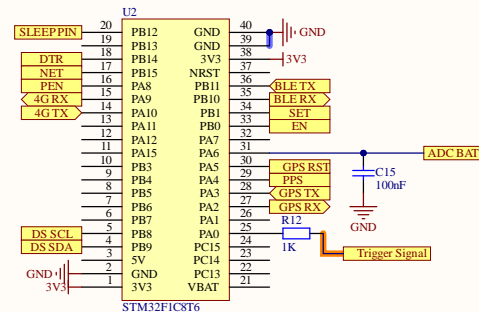 U2
SLEEP PIN 20 PB12 GND 40 GND
19 PB13 GND 39
DTR 18 PB14 3V3 38 3V3
NET 17 PB15 NRST 37
PEN 16 PA8 PB11 36 BLE TX
4G RX 15 PA9 PB10 35 BLE RX
4G TX 14 PA10 PB1 34 SET
13 PA11 PB0 33 EN
12 PA12 PA7 32
11 PA15 PA6 31 ADC BAT
10 PB3 PA5 30 GPS RST
9 PB4 PA4 29 PPS C15
8 PB5 PA3 28 GPS TX 100nF
7 PB6 PA2 27 GPS RX
6 PB7 PA1 26 R12 GND
DS SCL 5 PB8 PA0 25
DS SDA 4 PB9 PC15 24 1K
3 5V PC14 23 Trigger Signal
GND 2 GND PC13 22
3V3 1 3V3 VBAT 21
STM32F1C8T6